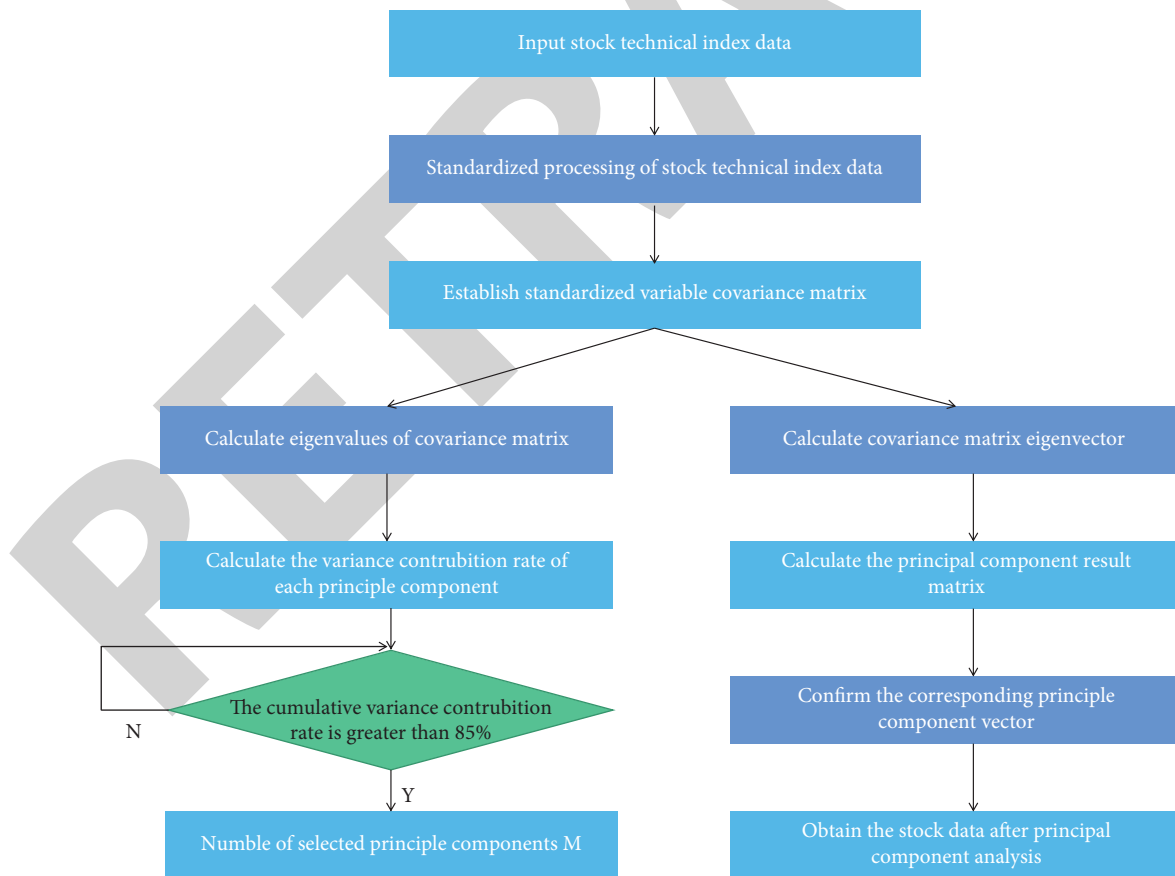 Input stock technical index data
Standardized processing of stock technical index data
Establish standardized variable covariance matrix
Calculate eigenvalues of covariance matrix
Calculate the variance contrubition rate of
each principle component
The cumulative variance contrubition
rate is greater than 85%
N
Y
Numble of selected principle components M
Calculate covariance matrix eigenvector
Calculate the principal component result
matrix
Confirm the corresponding principle
component vector
Obtain the stock data after principal
component analysis
RETRA